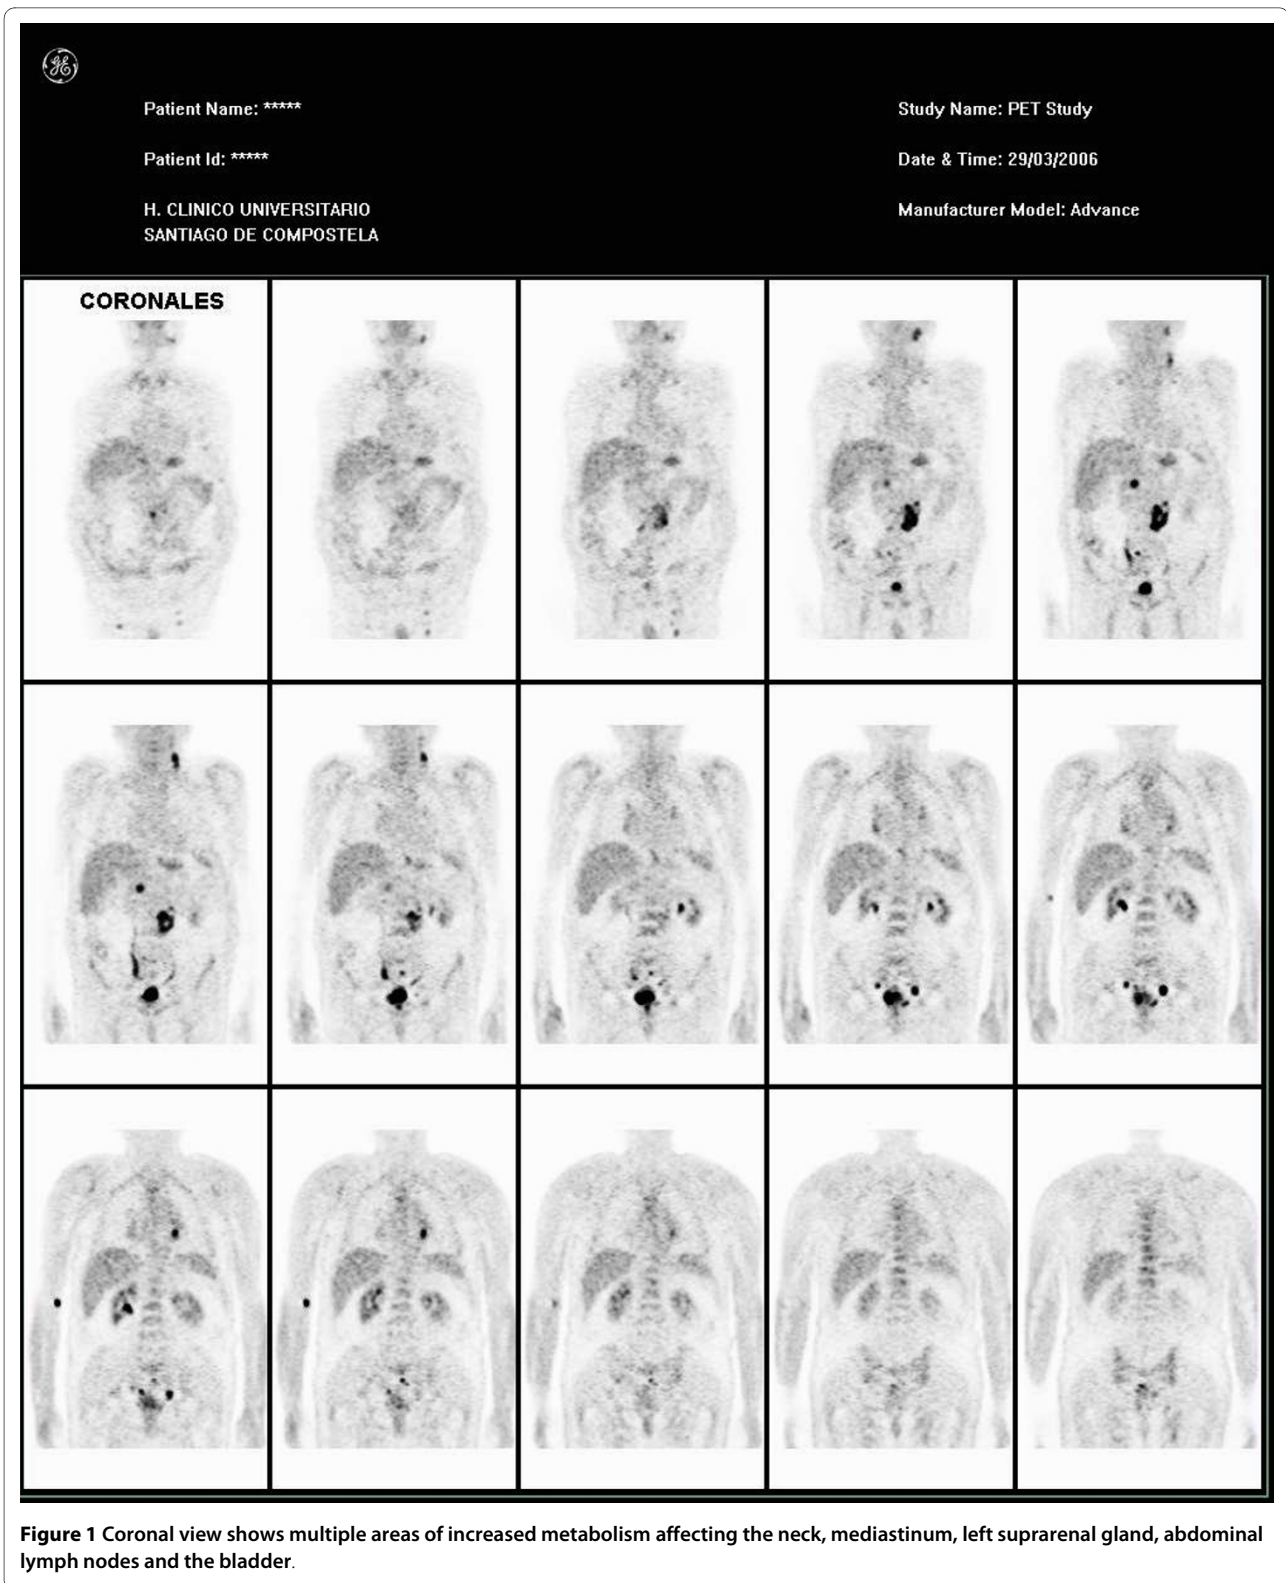 GE
Patient Name: *****
Study Name: PET Study
Patient Id: *****
Date & Time: 29/03/2006
H. CLINICO UNIVERSITARIO
SANTIAGO DE COMPOSTELA
Manufacturer Model: Advance
CORONALES
Figure 1 Coronal view shows multiple areas of increased metabolism affecting the neck, mediastinum, left suprarenal gland, abdominal
lymph nodes and the bladder.